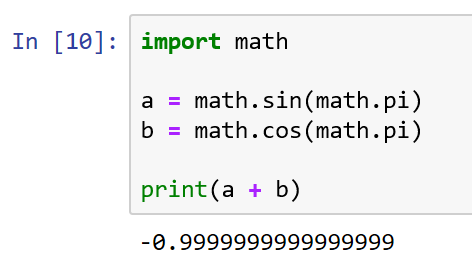 In [10]: import math
a = math.sin(math.pi)
b = math.cos(math.pi)
print(a + b)
-0.9999999999999999